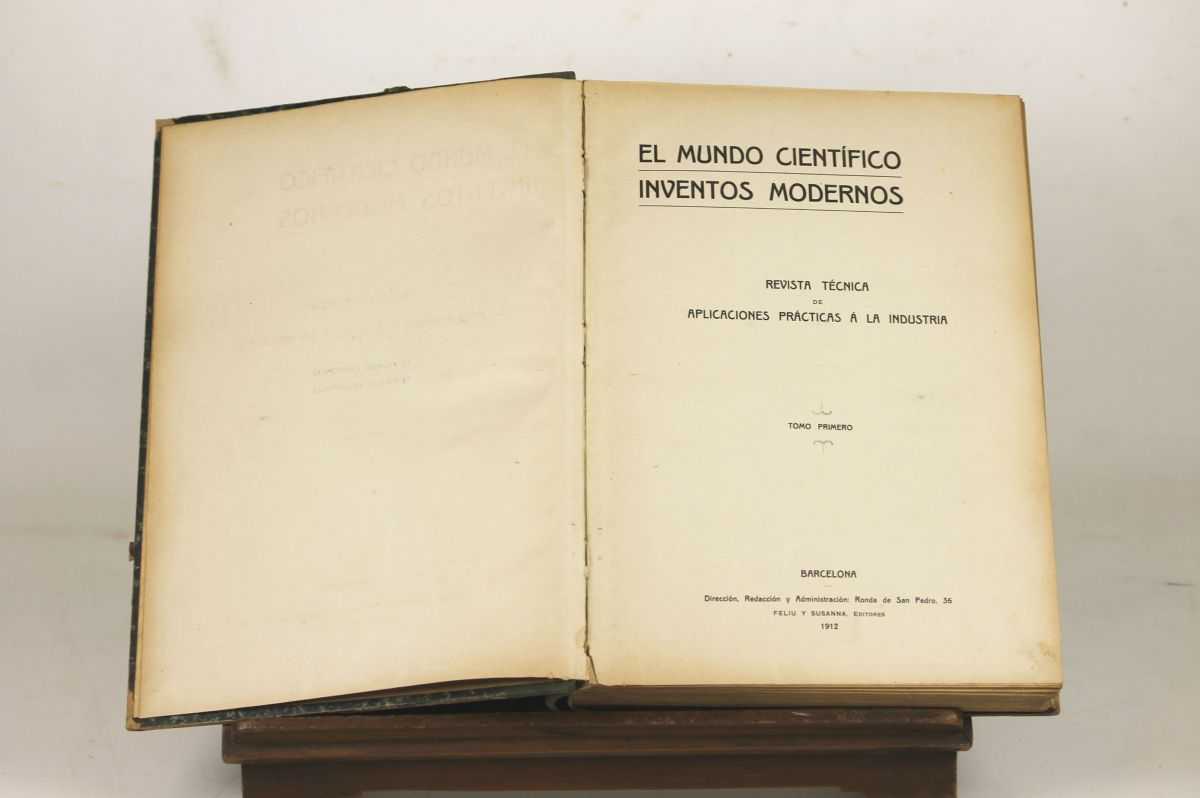 EL MUNDO CIENTÍFICO
INVENTOS MODERNOS
REVISTA TÉCNICA
DE
APLICACIONES PRÁCTICAS Á LA INDUSTRIA
TOMO PRIMERO
BARCELONA
Dirección, Redacción y Administración: Ronda de San Pedro, 36
FELIU Y SUSANNA, EDITORES
1912